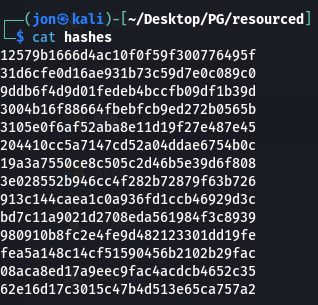 ┌──(jon㉿kali)-[~/Desktop/PG/resourced]
└─$ cat hashes
12579b1666d4ac10f0f59f300776495f
31d6cfe0d16ae931b73c59d7e0c089c0
9ddb6f4d9d01fedeb4bccfb09df1b39d
3004b16f88664fbebfcb9ed272b0565b
3105e0f6af52aba8e11d19f27e487e45
204410cc5a7147cd52a04ddae6754b0c
19a3a7550ce8c505c2d46b5e39d6f808
3e028552b946cc4f282b72879f63b726
913c144caea1c0a936fd1ccb46929d3c
bd7c11a9021d2708eda561984f3c8939
980910b8fc2e4fe9d482123301dd19fe
fea5a148c14cf51590456b2102b29fac
08aca8ed17a9eec9fac4acdcb4652c35
62e16d17c3015c47b4d513e65ca757a2